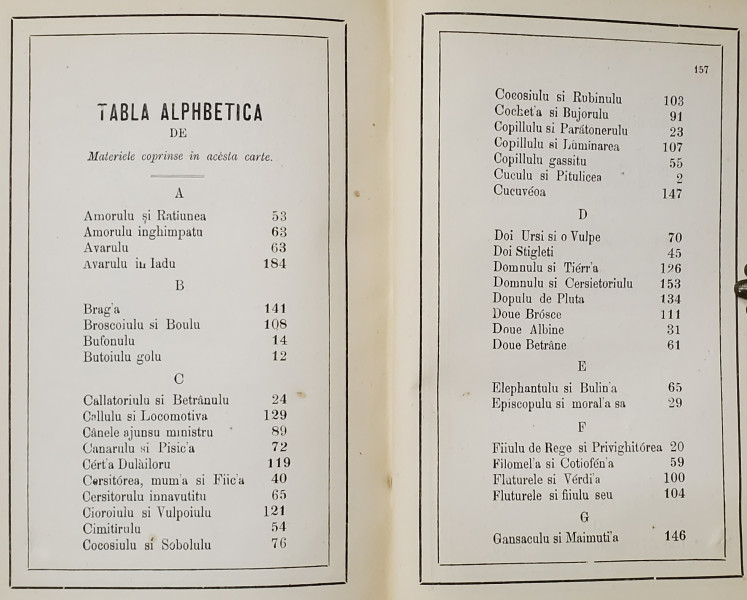 TABLA ALPHBETICA
DE
Materiele coprinse in acésta carte.
A
Amorulu şi Ratiunea 53
Amorulu inghimpatu 63
Avarulu 63
Avarulu in Iadu 184
B
Brag'a 141
Broscoiulu si Boulu 108
Bufonulu 14
Butoiulu golu 12
C
Callatoriulu si Betrânulu 24
Callulu si Locomotiva 129
Cânele ajunsu ministru 89
Canarulu si Pisic'a 72
Cért'a Dulàiloru 119
Cersitórea, mum'a si Fiic'a 40
Cersitorulu innavutitu 65
Cioroiulu si Vulpoiulu 121
Cimitirulu 54
Cocosiulu si Sobolulu 76
157
Cocosiulu si Rubinulu 103
Cochet'a si Bujorulu 91
Copillulu si Parátonerulu 23
Copillulu si Lùminarea 107
Copillulu gassitu 55
Cuculu si Pitulicea 2
Cucuvéoa 147
D
Doi Ursi si o Vulpe 70
Doi Stigleti 45
Domnulu si Tiérr'a 126
Domnulu si Cersietoriulu 153
Dopulu de Pluta 134
Doue Brósce 111
Doue Albine 31
Doue Betrâne 61
E
Elephantulu si Bulin'a 65
Episcopulu si moral'a sa 29
F
Fiiulu de Rege si Privighitórea 20
Filomel'a si Cotiofén'a 59
Fluturele si Vérdi'a 100
Fluturele si fiiulu seu 104
G
Gansaculu si Maimuti'a 146